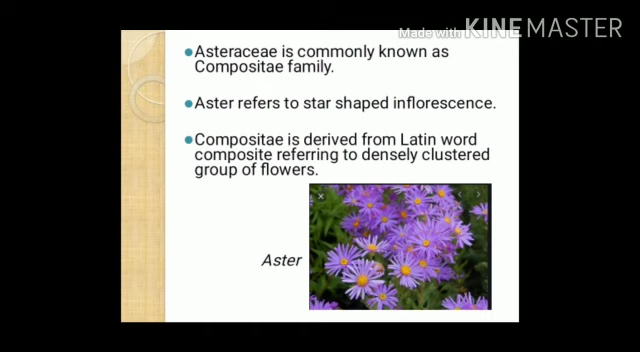 Made with KINEMASTER
Asteraceae is commonly known as
Compositae family.
Aster refers to star shaped inflorescence.
Compositae is derived from Latin word
composite referring to densely clustered
group of flowers.
Aster